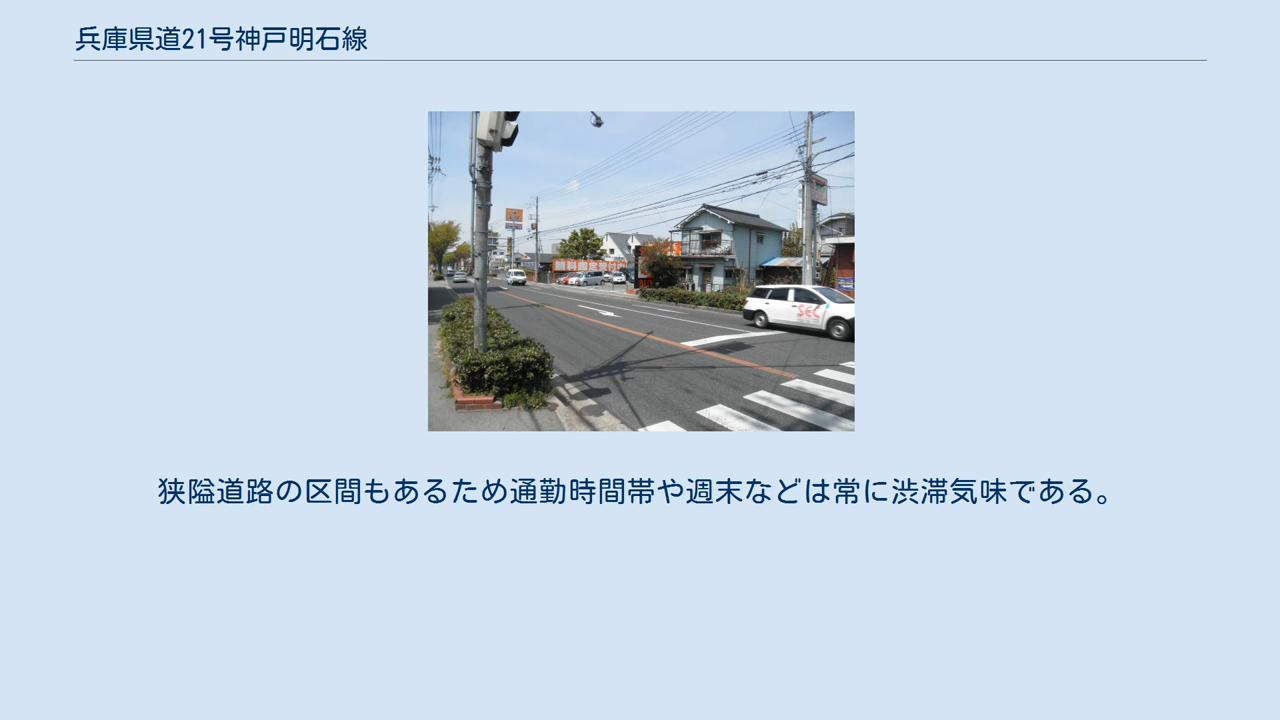 兵庫県道21号神戸明石線
SEC
狭隘道路の区間もあるため通勤時間帯や週末などは常に渋滞気味である。